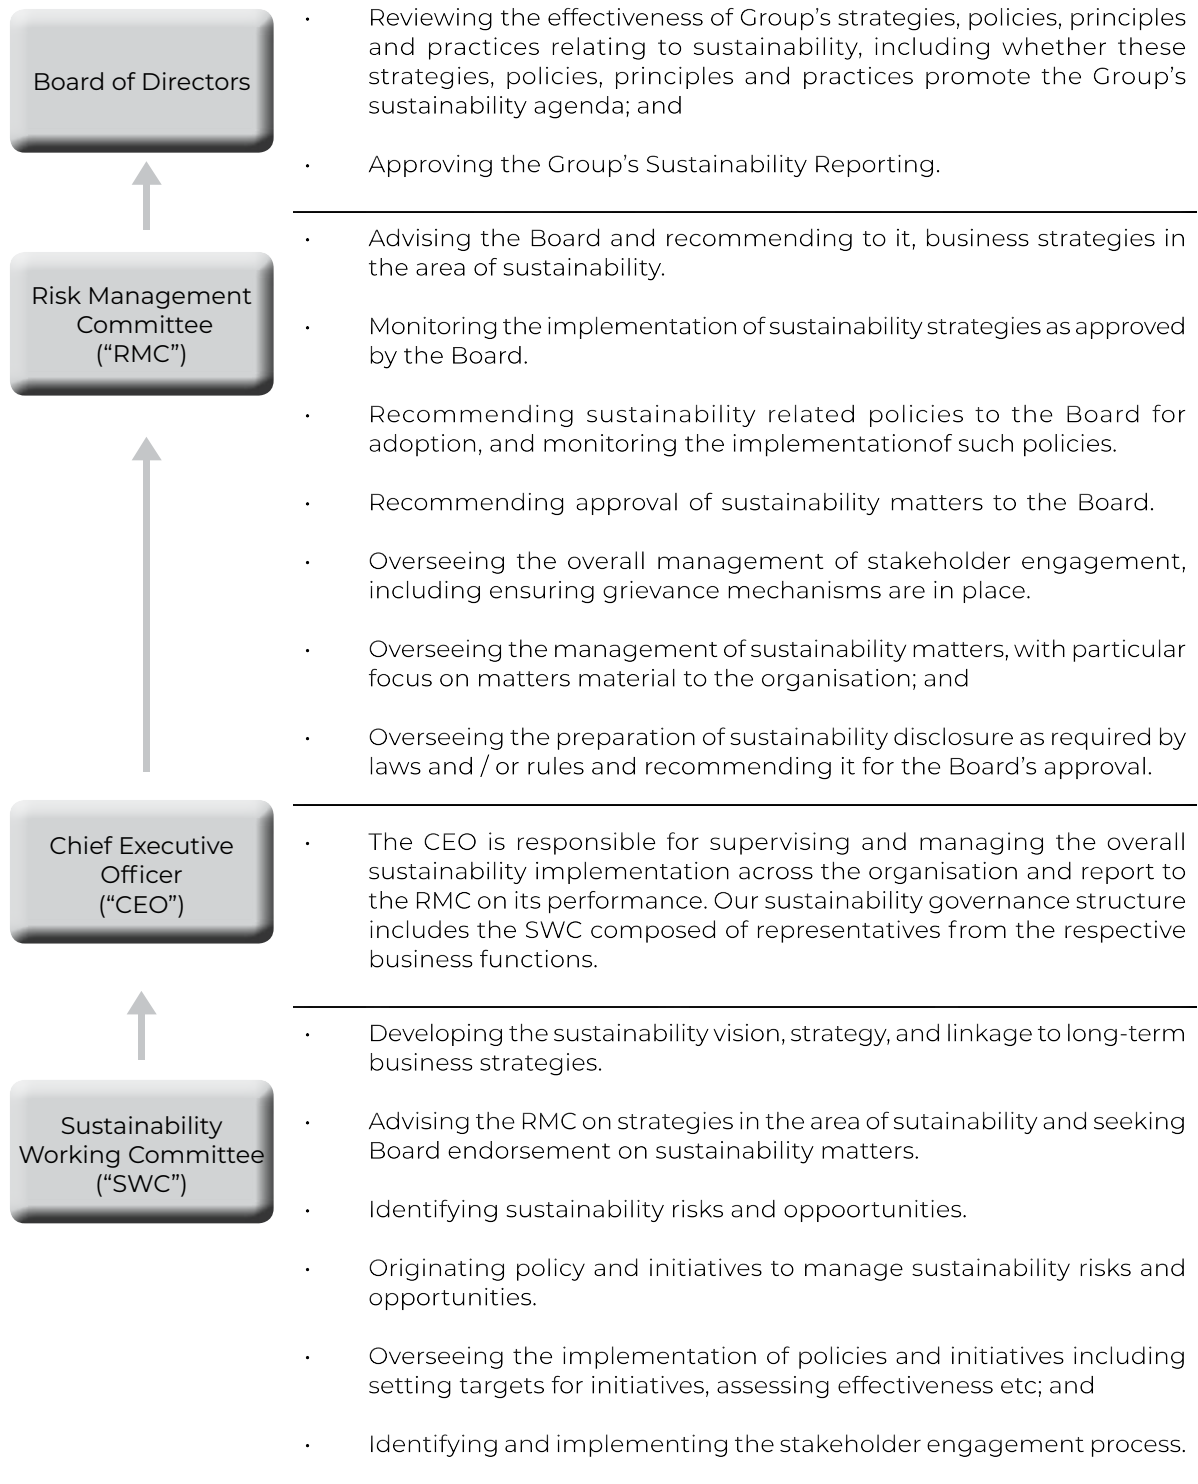 Board of Directors
• Reviewing the effectiveness of Group’s strategies, policies, principles
and practices relating to sustainability, including whether these
strategies, policies, principles and practices promote the Group’s
sustainability agenda; and
• Approving the Group’s Sustainability Reporting.
Risk Management
Committee
(“RMC”)
• Advising the Board and recommending to it, business strategies in
the area of sustainability.
• Monitoring the implementation of sustainability strategies as approved
by the Board.
• Recommending sustainability related policies to the Board for
adoption, and monitoring the implementationof such policies.
• Recommending approval of sustainability matters to the Board.
• Overseeing the overall management of stakeholder engagement,
including ensuring grievance mechanisms are in place.
• Overseeing the management of sustainability matters, with particular
focus on matters material to the organisation; and
• Overseeing the preparation of sustainability disclosure as required by
laws and / or rules and recommending it for the Board’s approval.
Chief Executive
Officer
(“CEO”)
• The CEO is responsible for supervising and managing the overall
sustainability implementation across the organisation and report to
the RMC on its performance. Our sustainability governance structure
includes the SWC composed of representatives from the respective
business functions.
Sustainability
Working Committee
(“SWC”)
• Developing the sustainability vision, strategy, and linkage to long-term
business strategies.
• Advising the RMC on strategies in the area of sutainability and seeking
Board endorsement on sustainability matters.
• Identifying sustainability risks and oppoortunities.
• Originating policy and initiatives to manage sustainability risks and
opportunities.
• Overseeing the implementation of policies and initiatives including
setting targets for initiatives, assessing effectiveness etc; and
• Identifying and implementing the stakeholder engagement process.